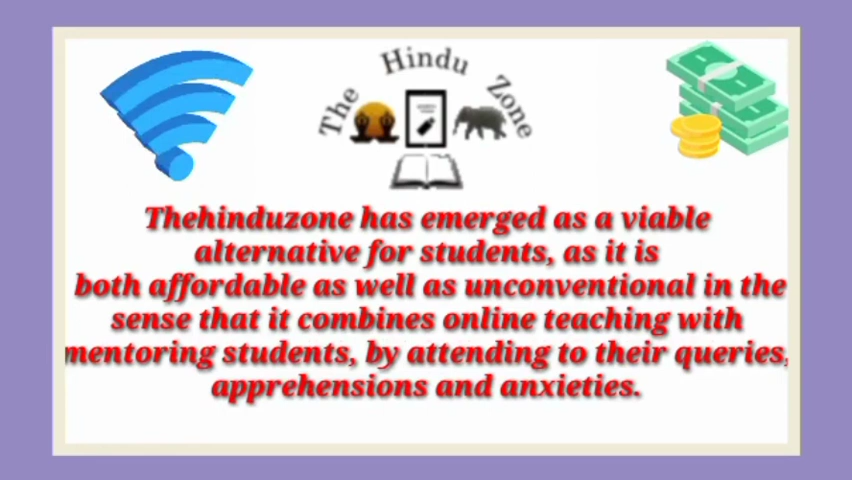 The Hindu Zone
Thehinduzone has emerged as a viable
alternative for students, as it is
both affordable as well as unconventional in the
sense that it combines online teaching with
mentoring students, by attending to their queries,
apprehensions and anxieties.